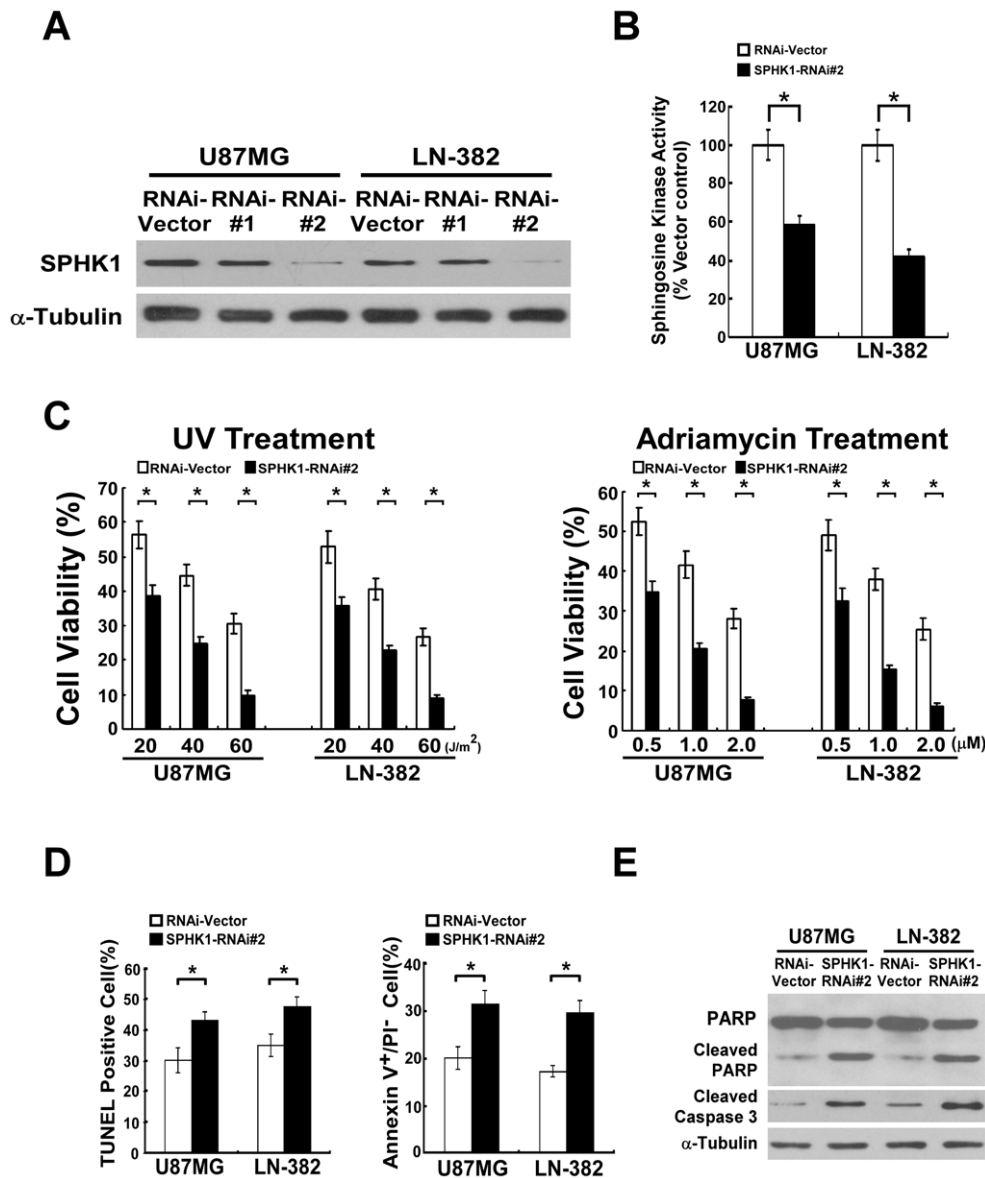 A
U87MG LN-382
RNAi- RNAi- RNAi- RNAi- RNAi- RNAi-
Vector #1 #2 Vector #1 #2
SPHK1
α-Tubulin
B
RNAi-Vector
SPHK1-RNAi#2
Sphingosine Kinase Activity
(% Vector control)
120
100
80
60
40
20
0
* *
U87MG LN-382
C
UV Treatment
RNAi-Vector SPHK1-RNAi#2
Cell Viability (%)
70
60
50
40
30
20
10
0
* * * * * *
20 40 60 20 40 60 (J/m²)
U87MG LN-382
Adriamycin Treatment
RNAi-Vector SPHK1-RNAi#2
Cell Viability (%)
60
50
40
30
20
10
0
* * * * * *
0.5 1.0 2.0 0.5 1.0 2.0 (μM)
U87MG LN-382
D
RNAi-Vector
SPHK1-RNAi#2
TUNEL Positive Cell(%)
60
50
40
30
20
10
0
* *
U87MG LN-382
RNAi-Vector
SPHK1-RNAi#2
Annexin V⁺/PI⁻ Cell(%)
40
30
20
10
0
* *
U87MG LN-382
E
U87MG LN-382
RNAi- SPHK1- RNAi- SPHK1-
Vector RNAi#2 Vector RNAi#2
PARP
Cleaved
PARP
Cleaved
Caspase 3
α-Tubulin